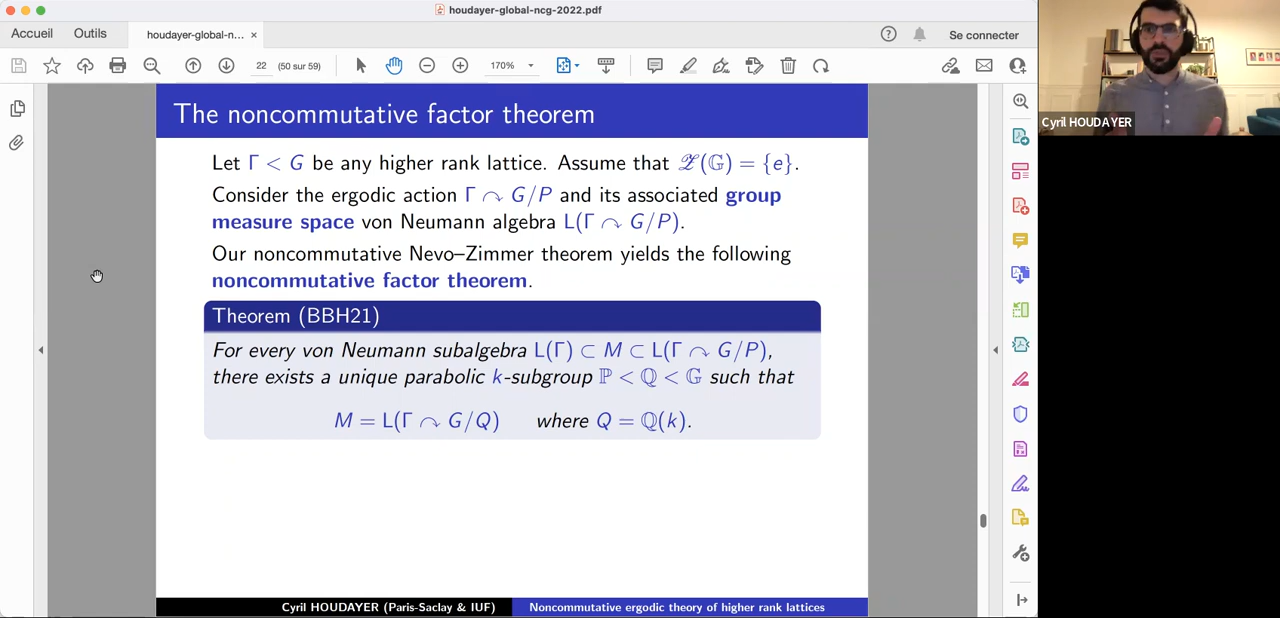 houdayer-global-ncg-2022.pdf
Accueil Outils houdayer-global-n... × Se connecter
22 (50 sur 59) 170%
The noncommutative factor theorem
Let Γ < G be any higher rank lattice. Assume that 𝒵(𝔾) = {e}.
Consider the ergodic action Γ ↷ G/P and its associated group
measure space von Neumann algebra L(Γ ↷ G/P).
Our noncommutative Nevo–Zimmer theorem yields the following
noncommutative factor theorem.
Theorem (BBH21)
For every von Neumann subalgebra L(Γ) ⊂ M ⊂ L(Γ ↷ G/P),
there exists a unique parabolic k-subgroup ℙ < ℚ < 𝔾 such that
M = L(Γ ↷ G/Q) where Q = ℚ(k).
Cyril HOUDAYER (Paris-Saclay & IUF) Noncommutative ergodic theory of higher rank lattices
Cyril HOUDAYER